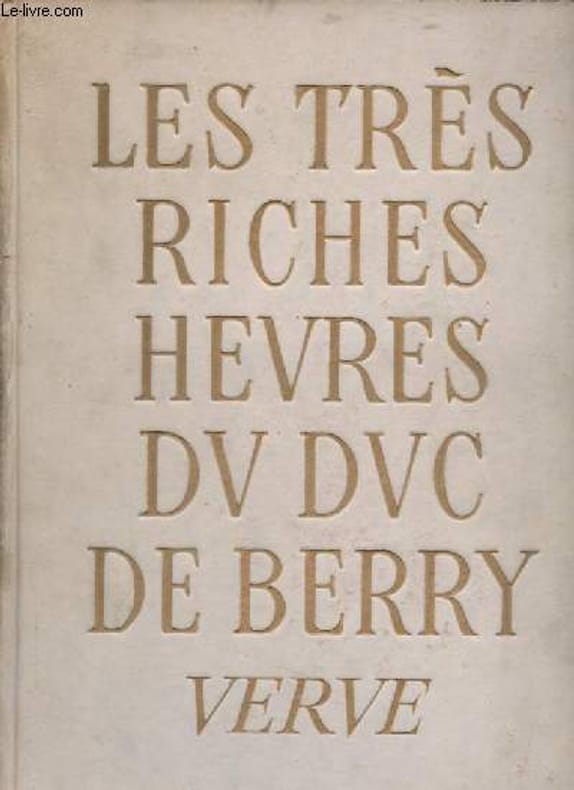 Le-livre.com
LES TRÈS
RICHES
HEVRES
DV DVC
DE BERRY
VERVE